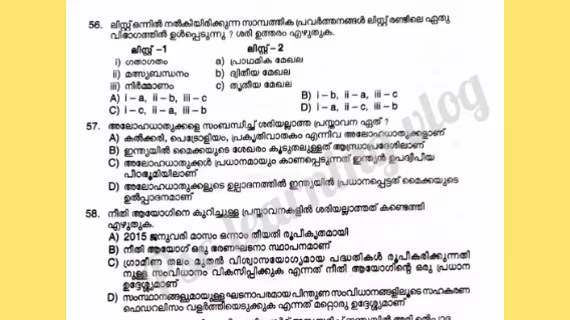 56. ലിസ്റ്റ് ഒന്നിൽ നൽകിയിരിക്കുന്ന സാമ്പത്തിക പ്രവർത്തനങ്ങൾ ലിസ്റ്റ് രണ്ടിലെ ഏതു
വിഭാഗത്തിൽ ഉൾപ്പെടുന്നു ? ശരി ഉത്തരം എഴുതുക.
ലിസ്റ്റ് –1 ലിസ്റ്റ് – 2
i) ഗതാഗതം a) പ്രാഥമിക മേഖല
ii) മത്സ്യബന്ധനം b) ദ്വിതീയ മേഖല
iii) നിർമ്മാണം c) തൃതീയ മേഖല
A) i – a, ii – b, iii – c B) i – b, ii – a, iii – c
C) i – c, ii – a, iii – b D) i – a, ii – c, iii – b
57. അലോഹധാതുക്കളെ സംബന്ധിച്ച് ശരിയല്ലാത്ത പ്രസ്താവന ഏത് ?
A) കൽക്കരി, പെട്രോളിയം, പ്രകൃതിവാതകം എന്നിവ അലോഹധാതുക്കളാണ്
B) ഇന്ത്യയിൽ മൈക്കയുടെ ശേഖരം കൂടുതലുള്ളത് ആന്ധ്രാപ്രദേശിലാണ്
C) അലോഹധാതുക്കൾ പ്രധാനമായും കാണപ്പെടുന്നത് ഇന്ത്യൻ ഉപദ്വീപീയ
പീഠഭൂമിയിലാണ്
D) അലോഹധാതുക്കളുടെ ഉല്പാദനത്തിൽ ഇന്ത്യയിൽ പ്രധാനപ്പെട്ടത് മൈക്കയുടെ
ഉൽപ്പാദനമാണ്
58. നീതി ആയോഗിനെ കുറിച്ചുള്ള പ്രസ്താവനകളിൽ ശരിയല്ലാത്തത് കണ്ടെത്തി
എഴുതുക.
A) 2015 ജനുവരി മാസം ഒന്നാം തീയതി രൂപീകൃതമായി
B) നീതി ആയോഗ് ഒരു ഭരണഘടനാ സ്ഥാപനമാണ്
C) ഗ്രാമീണ തലം മുതൽ വിശ്വാസയോഗ്യമായ പദ്ധതികൾ രൂപീകരിക്കുന്നതി
നുള്ള സംവിധാനം വികസിപ്പിക്കുക എന്നത് നീതി ആയോഗിന്റെ ഒരു പ്രധാന
ഉദ്ദേശ്യമാണ്
D) സംസ്ഥാനങ്ങളുമായുള്ള ഘടനാപരമായ പിന്തുണ സംവിധാനങ്ങളിലൂടെ സഹകരണ
ഫെഡറലിസം വളർത്തിയെടുക്കുക എന്നത് മറ്റൊരു ഉദ്ദേശ്യമാണ്